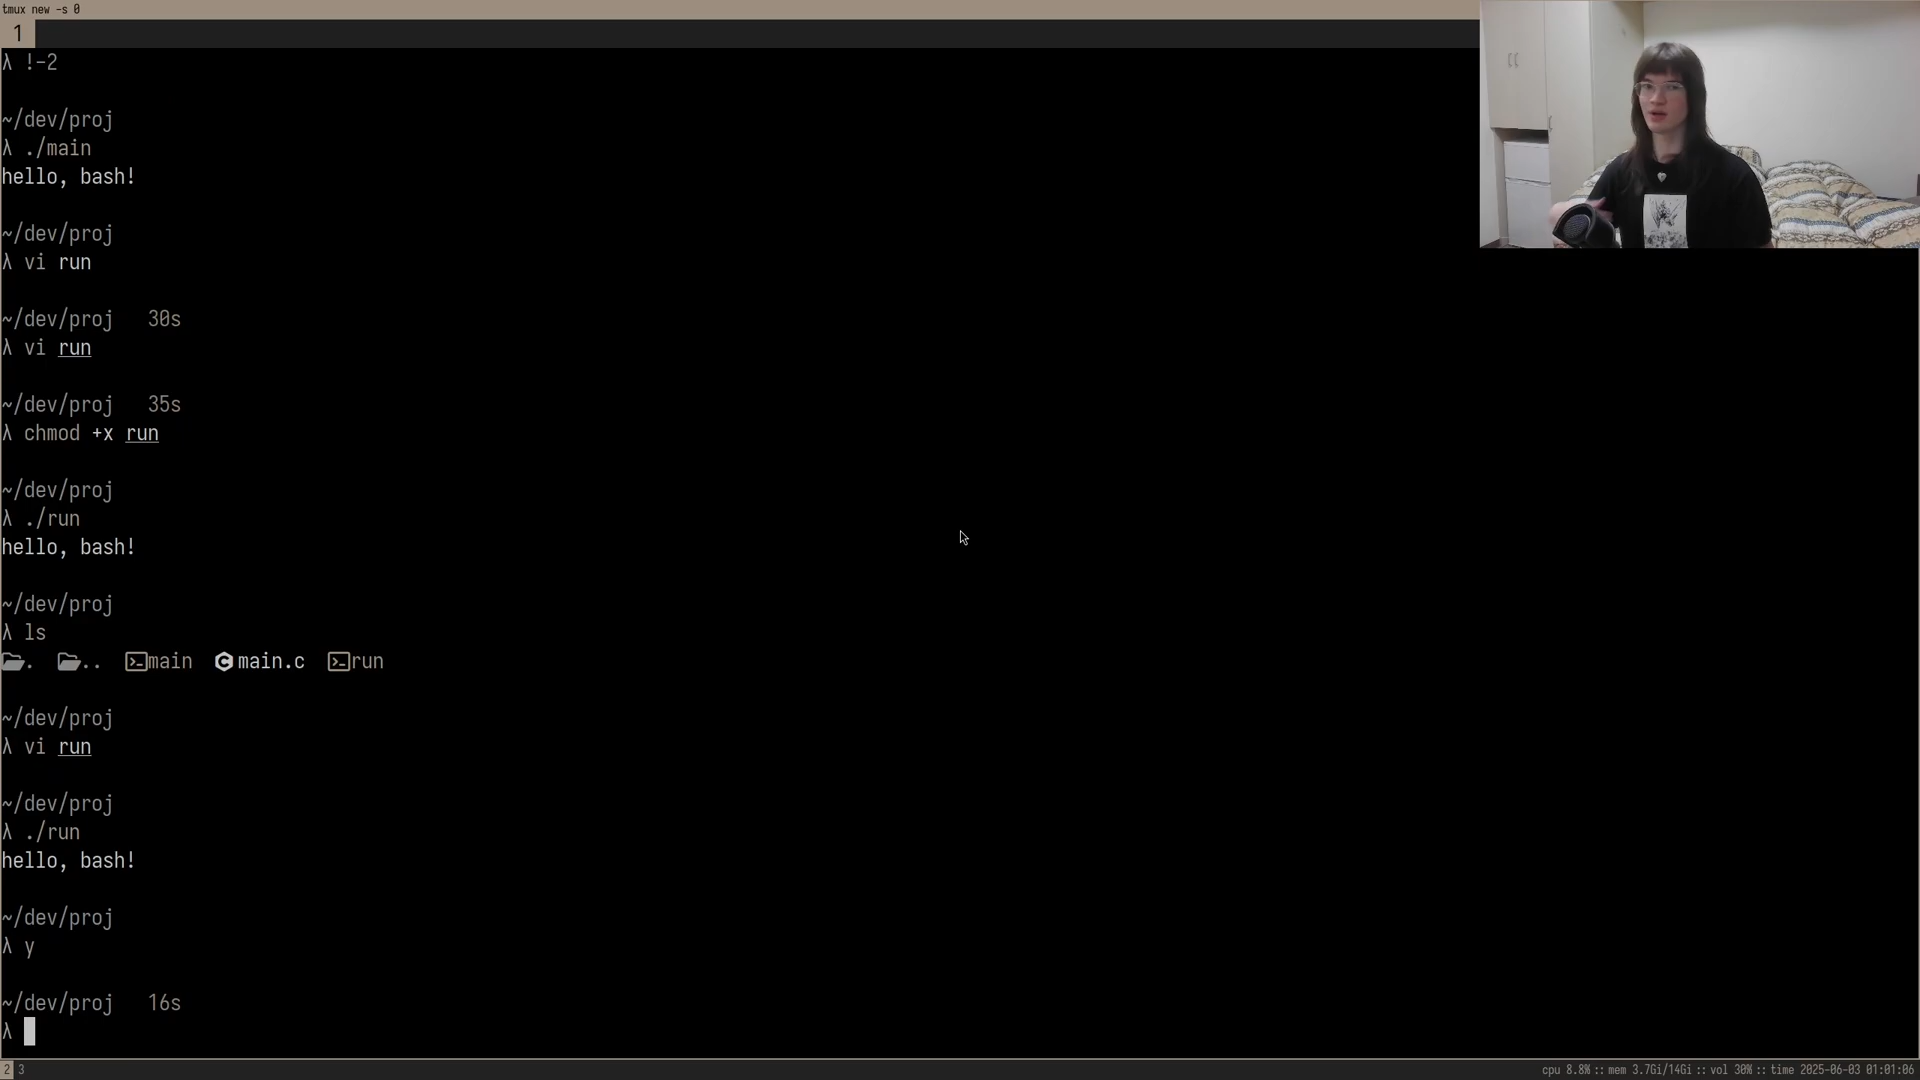 tmux new -s 0
1
λ !-2
~/dev/proj
λ ./main
hello, bash!
~/dev/proj
λ vi run
~/dev/proj 30s
λ vi run
~/dev/proj 35s
λ chmod +x run
~/dev/proj
λ ./run
hello, bash!
~/dev/proj
λ ls
. .. main main.c run
~/dev/proj
λ vi run
~/dev/proj
λ ./run
hello, bash!
~/dev/proj
λ y
~/dev/proj 16s
λ
2 3 cpu 8.8% :: mem 3.7Gi/14Gi :: vol 30% :: time 2025-06-03 01:01:06